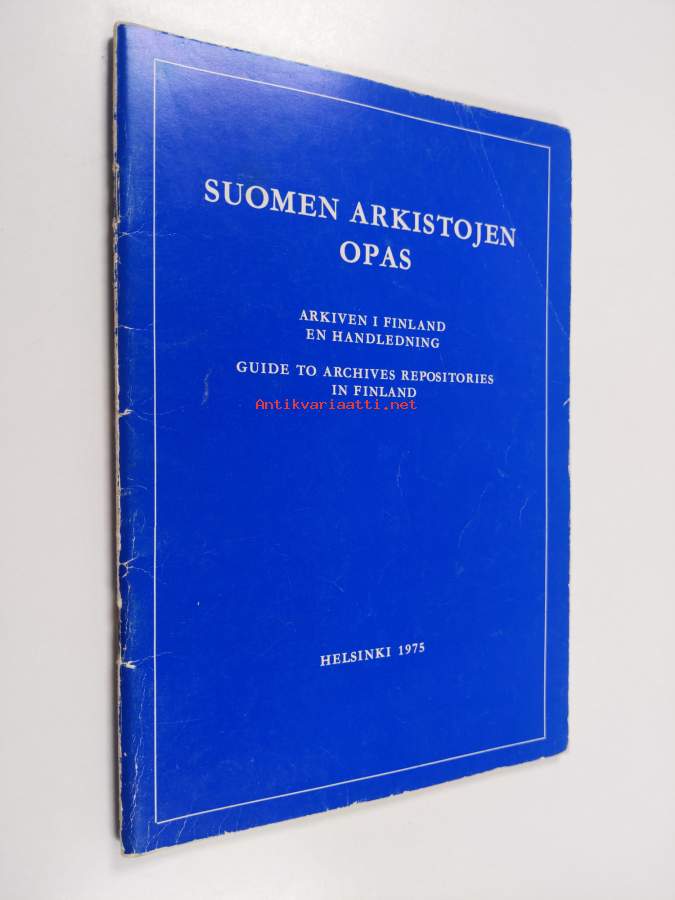 SUOMEN ARKISTOJEN
OPAS
ARKIVEN I FINLAND
EN HANDLEDNING
GUIDE TO ARCHIVES REPOSITORIES
IN FINLAND
Antikvariaatti.net
HELSINKI 1975